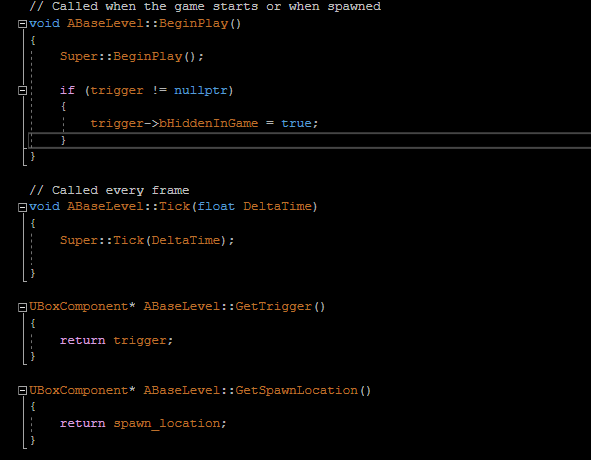 // Called when the game starts or when spawned
void ABaseLevel::BeginPlay()
{
Super::BeginPlay();
if (trigger != nullptr)
{
trigger->bHiddenInGame = true;
}
}
// Called every frame
void ABaseLevel::Tick(float DeltaTime)
{
Super::Tick(DeltaTime);
}
UBoxComponent* ABaseLevel::GetTrigger()
{
return trigger;
}
UBoxComponent* ABaseLevel::GetSpawnLocation()
{
return spawn_location;
}